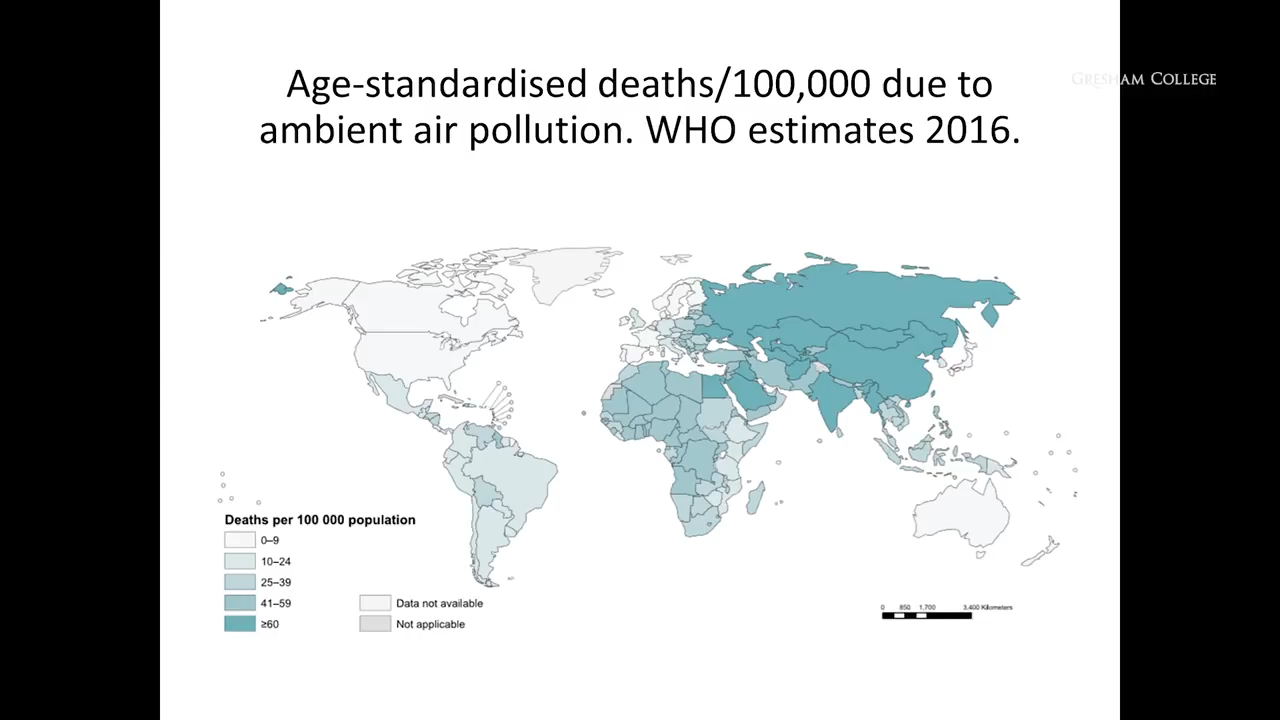 Age-standardised deaths/100,000 due to
ambient air pollution. WHO estimates 2016.
GRESHAM COLLEGE
Deaths per 100 000 population
0–9
10–24
25–39
41–59
≥60
Data not available
Not applicable
0 850 1,700 3,400 Kilometers